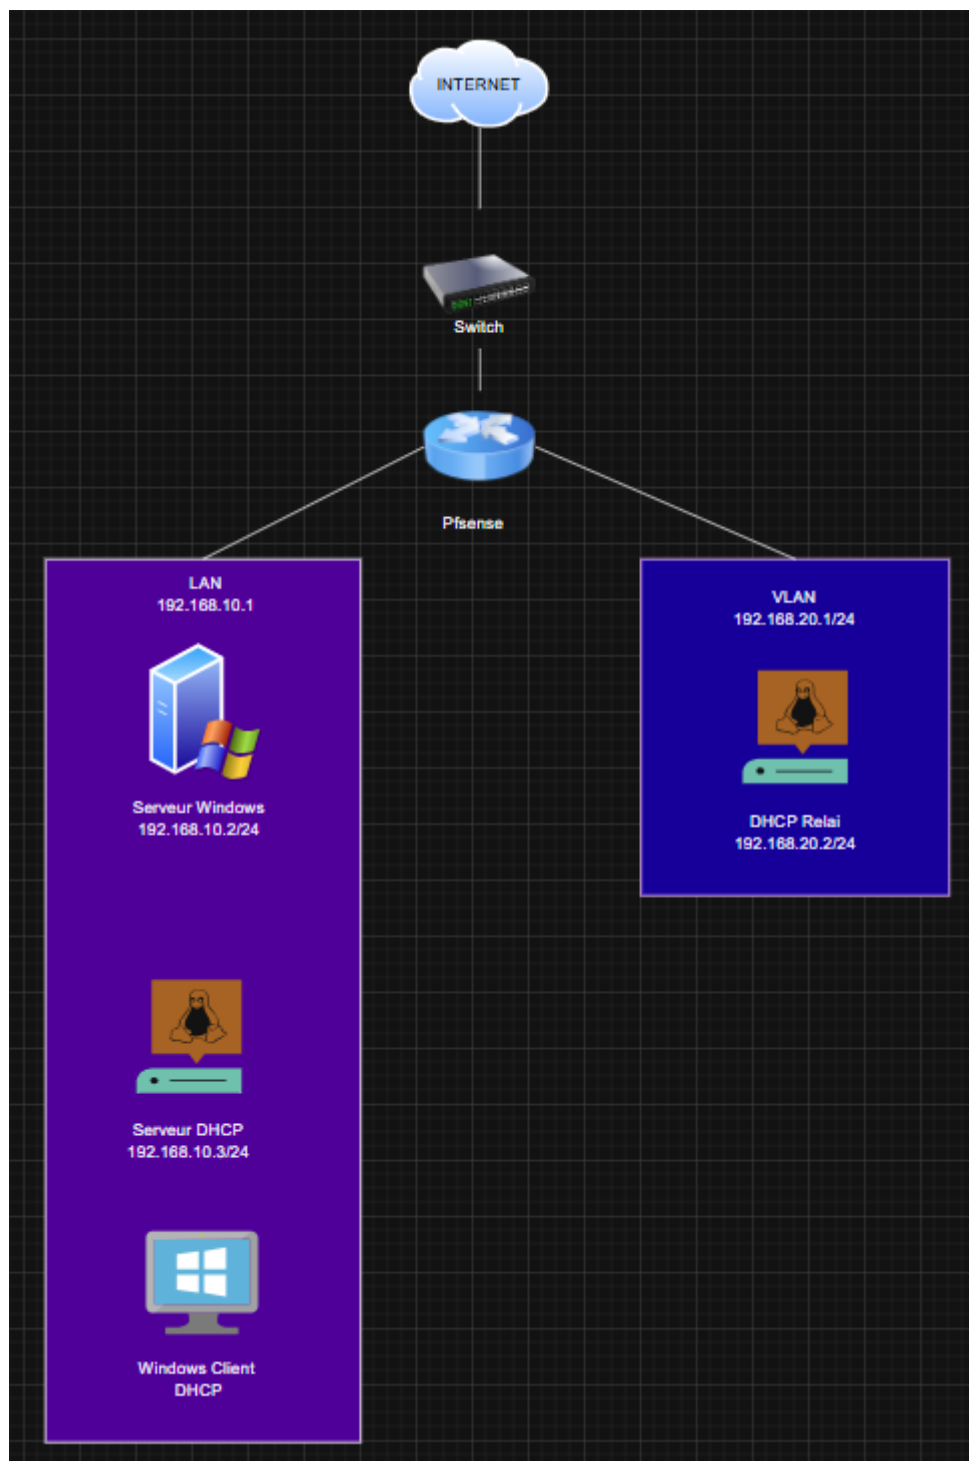 INTERNET
Switch
Pfsense
LAN
192.168.10.1
Serveur Windows
192.168.10.2/24
Serveur DHCP
192.168.10.3/24
Windows Client
DHCP
VLAN
192.168.20.1/24
DHCP Relai
192.168.20.2/24